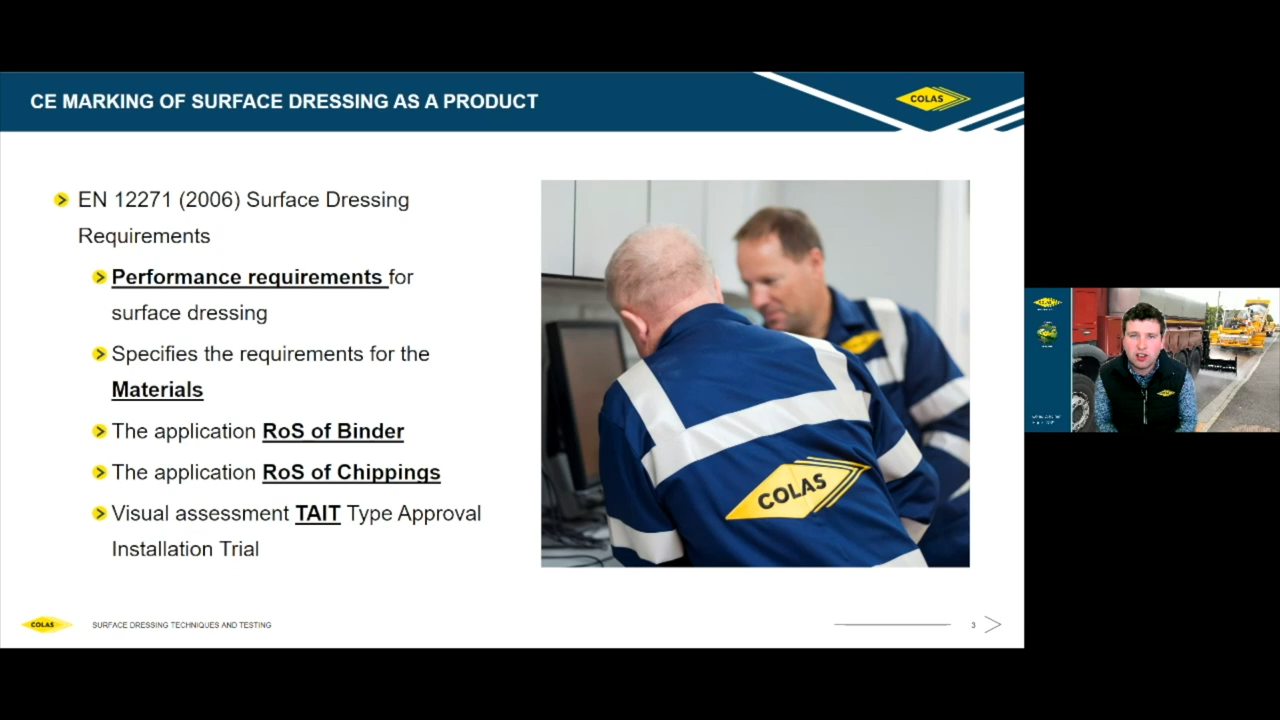 CE MARKING OF SURFACE DRESSING AS A PRODUCT
COLAS
EN 12271 (2006) Surface Dressing
Requirements
Performance requirements for
surface dressing
Specifies the requirements for the
Materials
The application RoS of Binder
The application RoS of Chippings
Visual assessment TAIT Type Approval
Installation Trial
COLAS
COLAS
SURFACE DRESSING TECHNIQUES AND TESTING
3